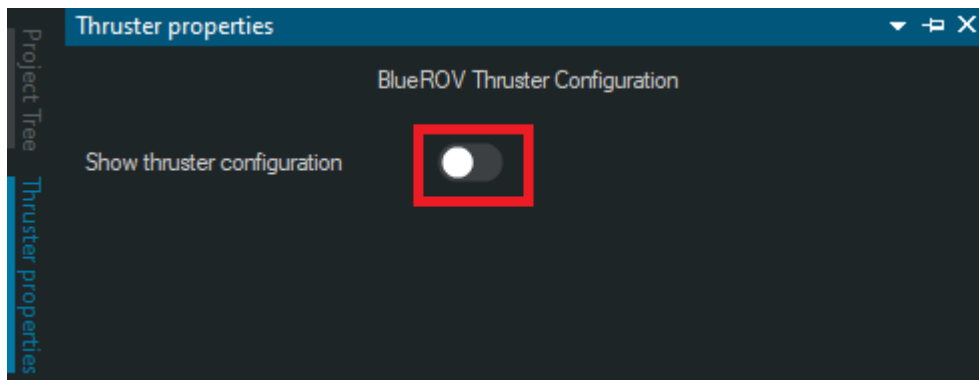 Thruster properties
BlueROV Thruster Configuration
Show thruster configuration
Project Tree
Thruster properties